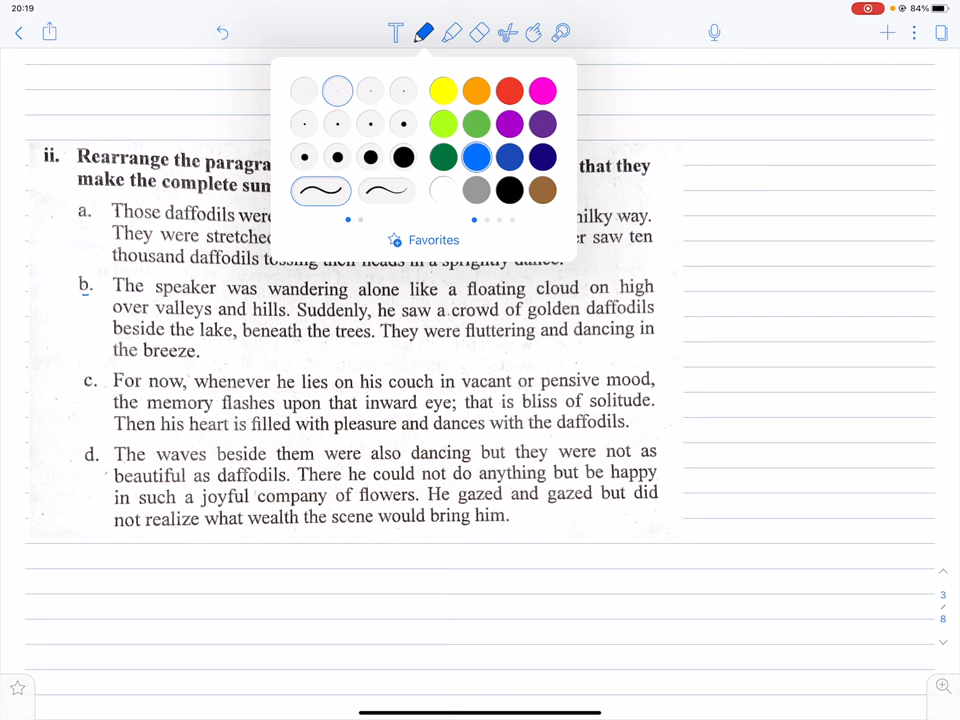 20:19
84%
T
Favorites
ii. Rearrange the paragra that they
make the complete sum
a. Those daffodils were milky way.
They were stretched saw ten
thousand daffodils tossing their heads in a sprightly dance.
b. The speaker was wandering alone like a floating cloud on high
over valleys and hills. Suddenly, he saw a crowd of golden daffodils
beside the lake, beneath the trees. They were fluttering and dancing in
the breeze.
c. For now, whenever he lies on his couch in vacant or pensive mood,
the memory flashes upon that inward eye; that is bliss of solitude.
Then his heart is filled with pleasure and dances with the daffodils.
d. The waves beside them were also dancing but they were not as
beautiful as daffodils. There he could not do anything but be happy
in such a joyful company of flowers. He gazed and gazed but did
not realize what wealth the scene would bring him.
3
/
8